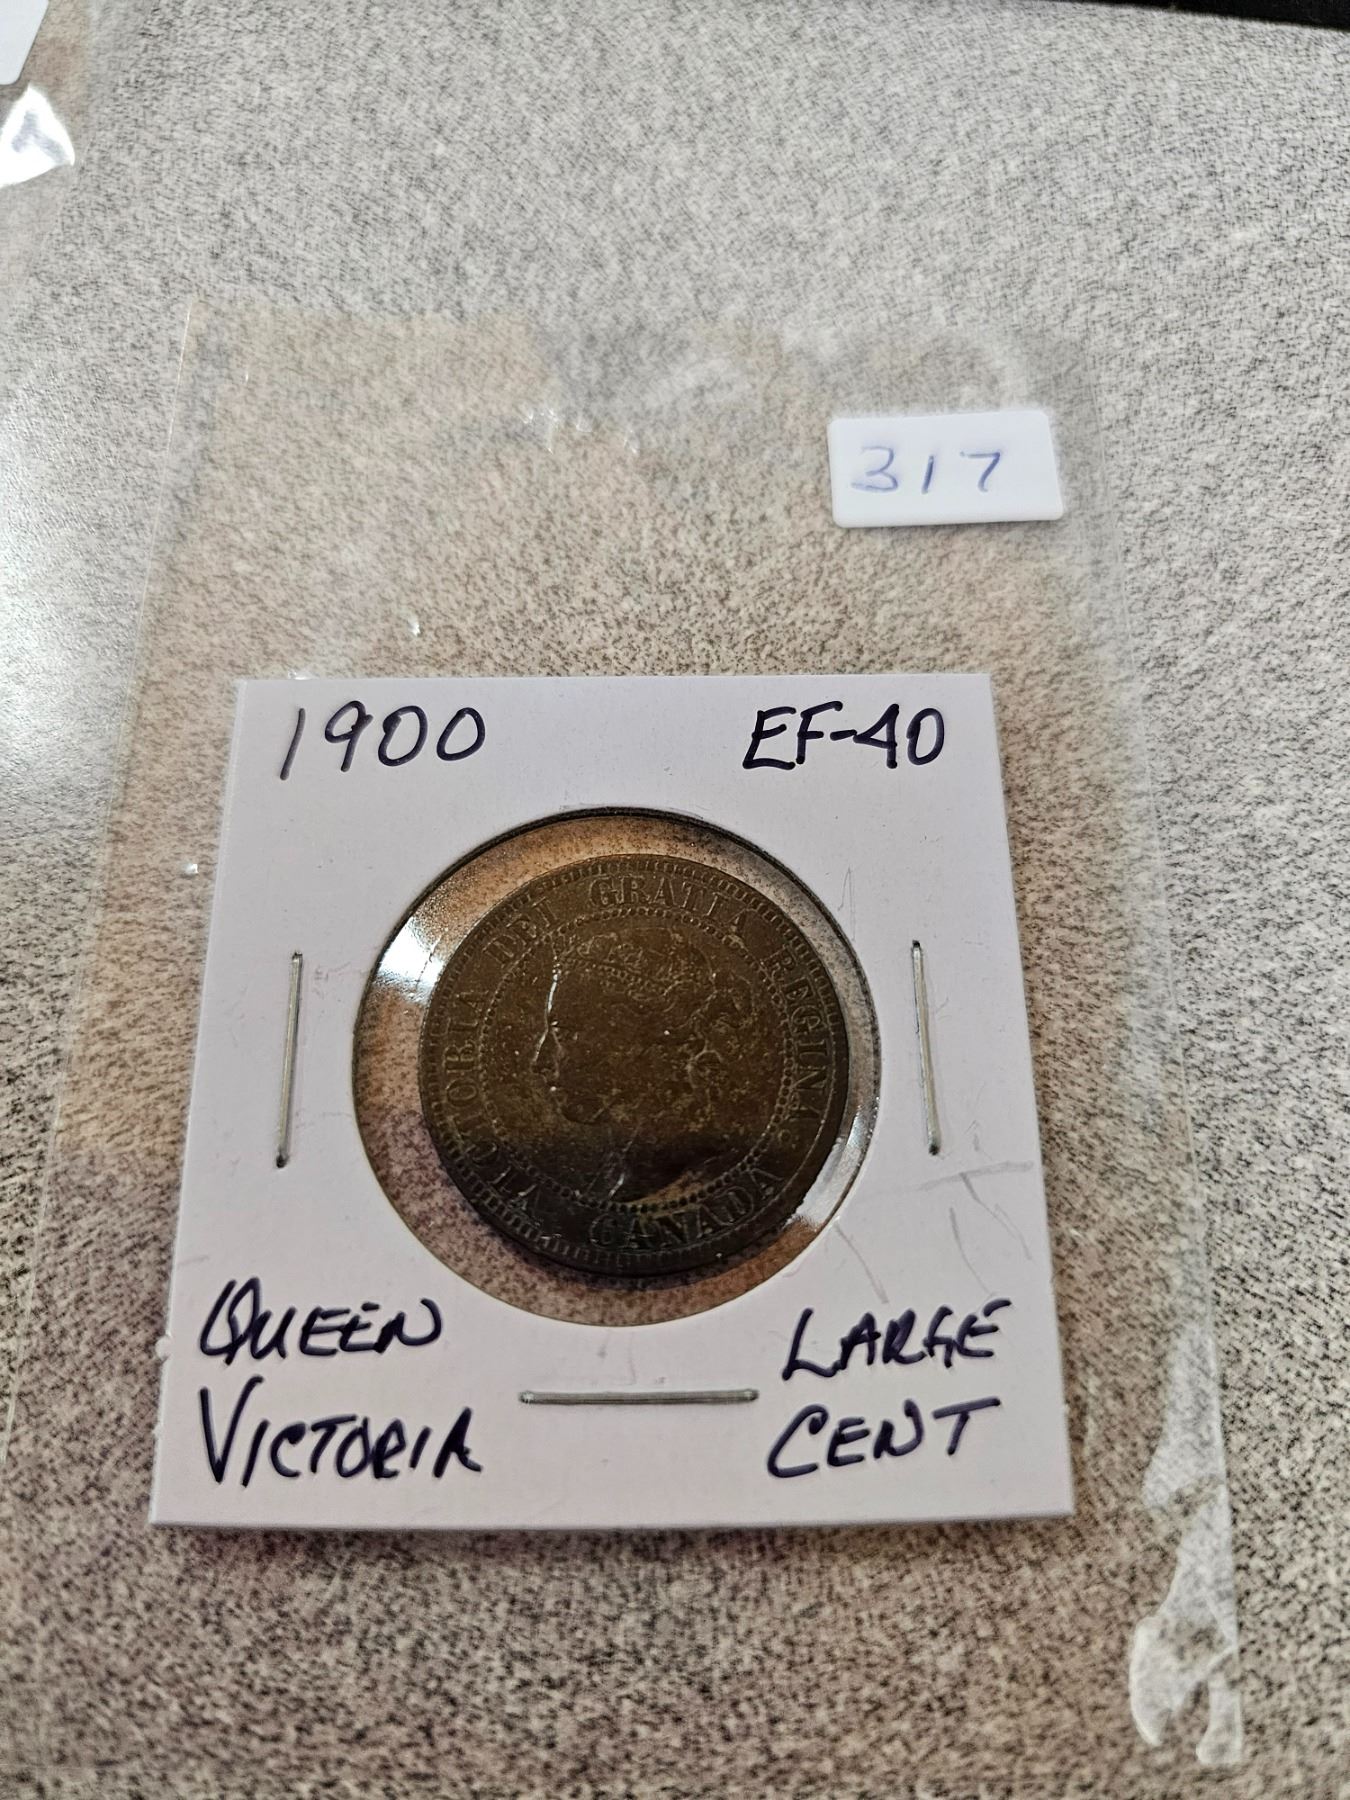 317
1900 EF-40
VICTORIA DEI GRATIA REGINA.
CANADA
QUEEN LARGE
VICTORIA CENT